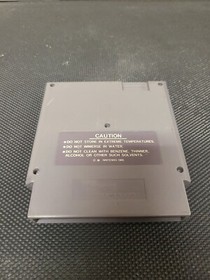 CAUTION
●DO NOT STORE IN EXTREME TEMPERATURES.
●DO NOT IMMERSE IN WATER.
●DO NOT CLEAN WITH BENZENE, THINNER,
ALCOHOL OR OTHER SUCH SOLVENTS.